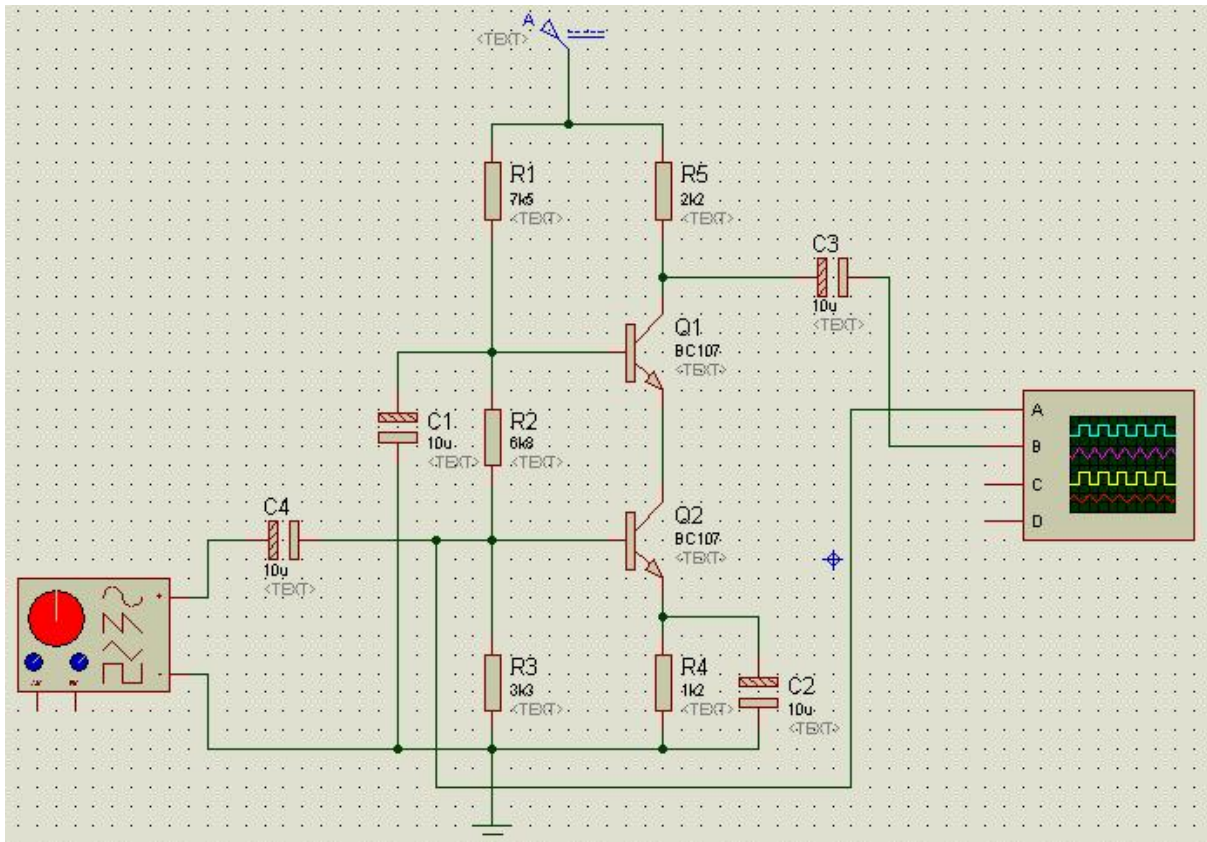 A
<TEXT>
R1
7k5
<TEXT>
R5
2k2
<TEXT>
C3
10u
<TEXT>
Q1
BC107
<TEXT>
C1
10u
<TEXT>
R2
6k8
<TEXT>
A
B
C
D
C4
10u
<TEXT>
Q2
BC107
<TEXT>
+
-
R3
3k3
<TEXT>
R4
1k2
<TEXT>
C2
10u
<TEXT>